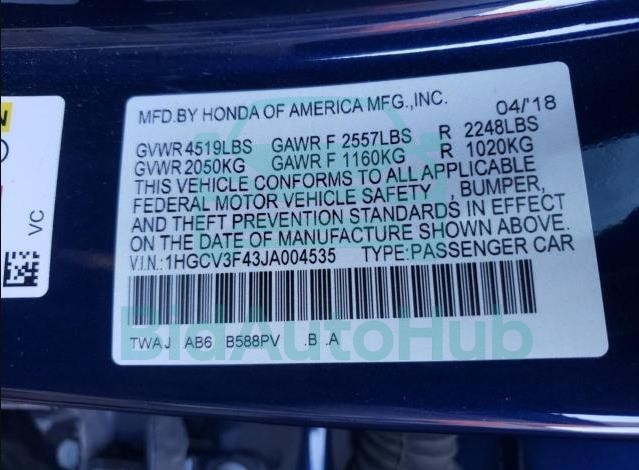 MFD.BY HONDA OF AMERICA MFG.,INC. 04/'18
GVWR 4519LBS GAWR F 2557LBS R 2248LBS
GVWR 2050KG GAWR F 1160KG R 1020KG
THIS VEHICLE CONFORMS TO ALL APPLICABLE
FEDERAL MOTOR VEHICLE SAFETY , BUMPER,
AND THEFT PREVENTION STANDARDS IN EFFECT
ON THE DATE OF MANUFACTURE SHOWN ABOVE.
V.I.N.:1HGCV3F43JA004535 TYPE:PASSENGER CAR
BidAutoHub
TWAJ AB6 B588PV .B .A
VC